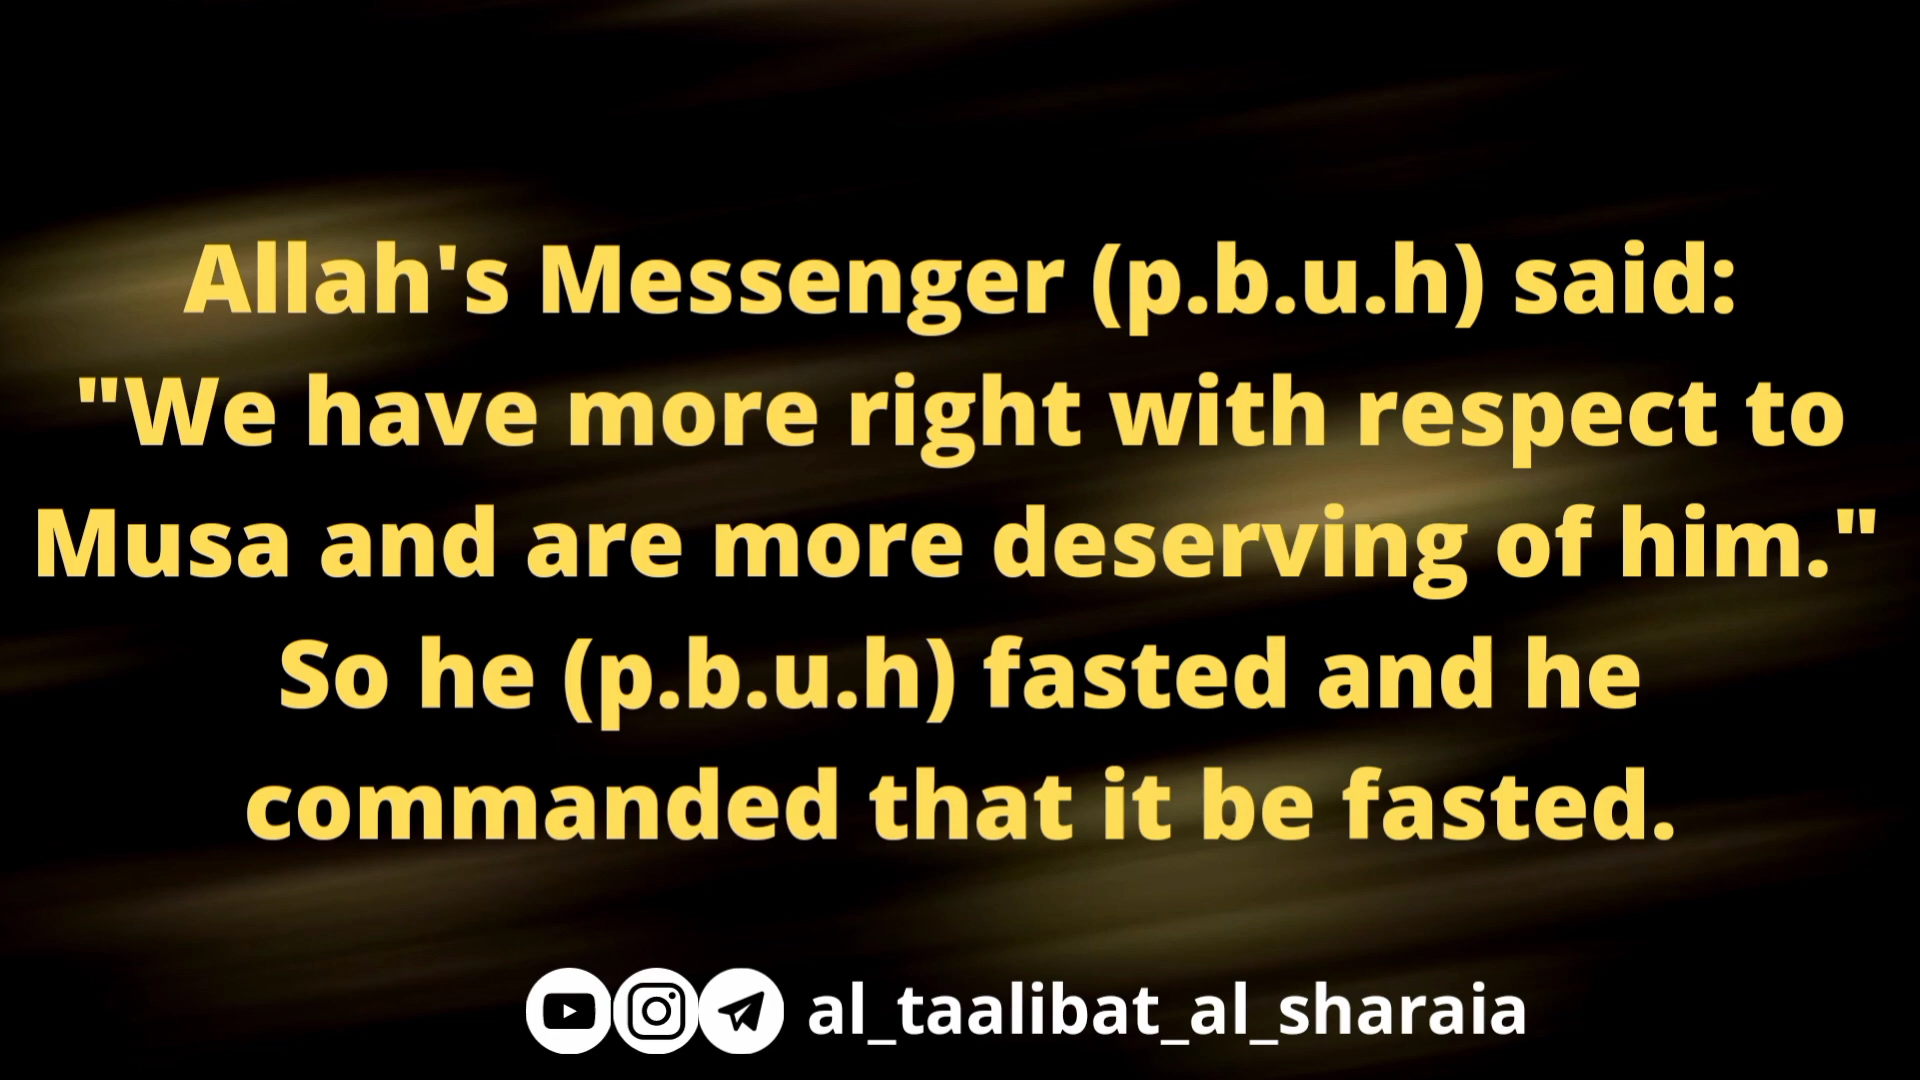 Allah's Messenger (p.b.u.h) said:
"We have more right with respect to
Musa and are more deserving of him."
So he (p.b.u.h) fasted and he
commanded that it be fasted.
al_taalibat_al_sharaia